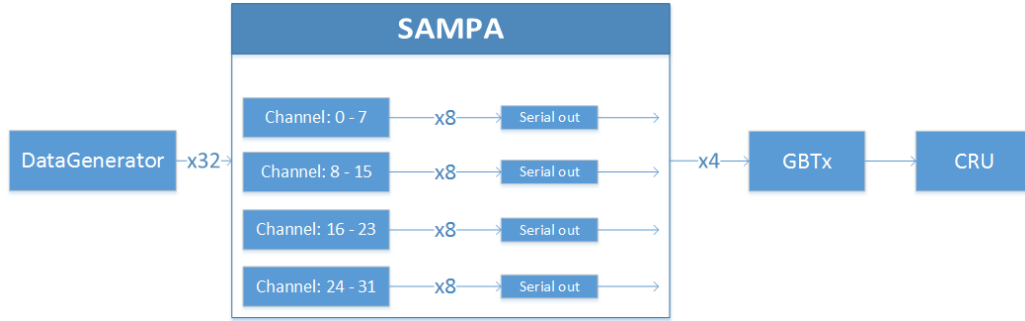 SAMPA
DataGenerator
x32
Channel: 0 - 7
x8
Serial out
Channel: 8 - 15
x8
Serial out
Channel: 16 - 23
x8
Serial out
Channel: 24 - 31
x8
Serial out
x4
GBTx
CRU